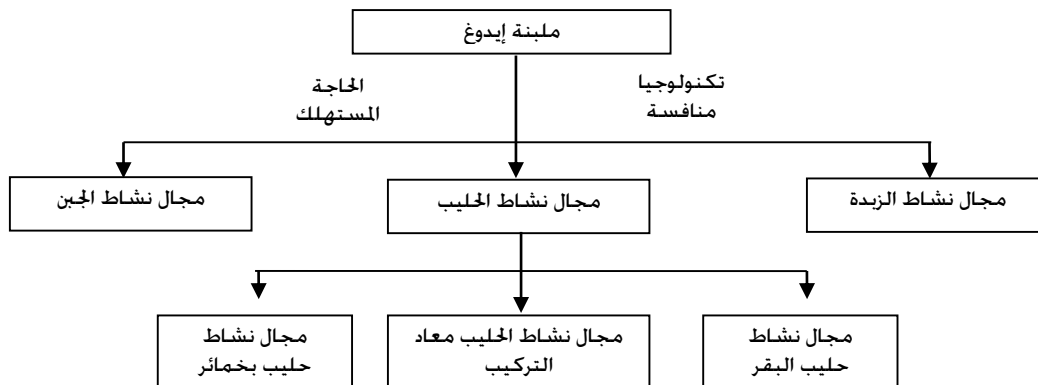 ملبنة إيدوغ
تكنولوجيا
منافسة
الحاجة
المستهلك
مجال نشاط الزبدة
مجال نشاط الحليب
مجال نشاط الجبن
مجال نشاط
حليب البقر
مجال نشاط الحليب معاد
التركيب
مجال نشاط
حليب بخمائر